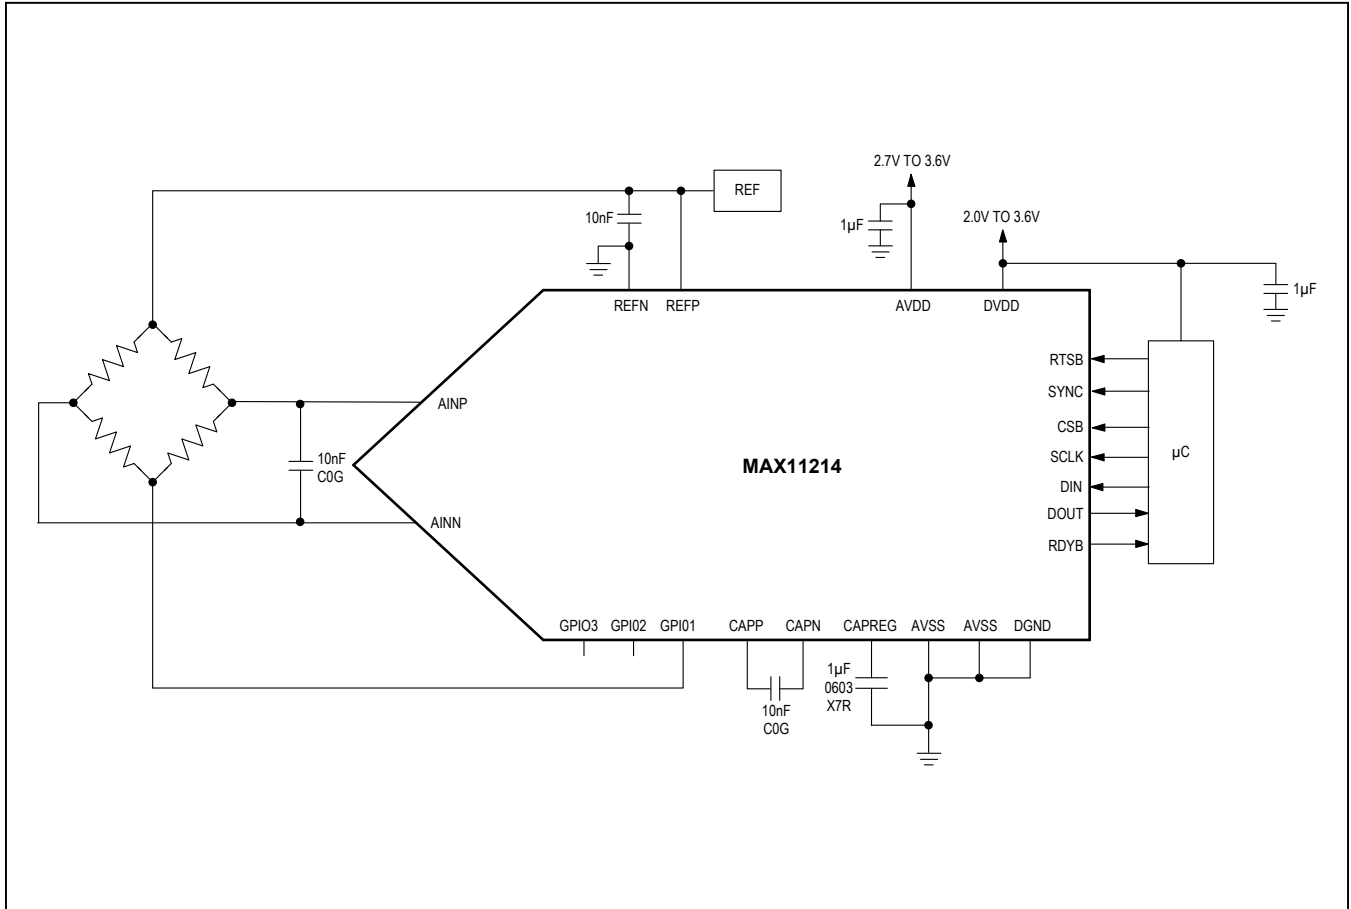 2.7V TO 3.6V
REF
10nF
1µF
2.0V TO 3.6V
1µF
REFN
REFP
AVDD
DVDD
RTSB
SYNC
CSB
SCLK
DIN
DOUT
RDYB
µC
AINP
10nF
C0G
MAX11214
AINN
GPIO3
GPI02
GPI01
CAPP
CAPN
CAPREG
AVSS
AVSS
DGND
1µF
0603
X7R
10nF
C0G